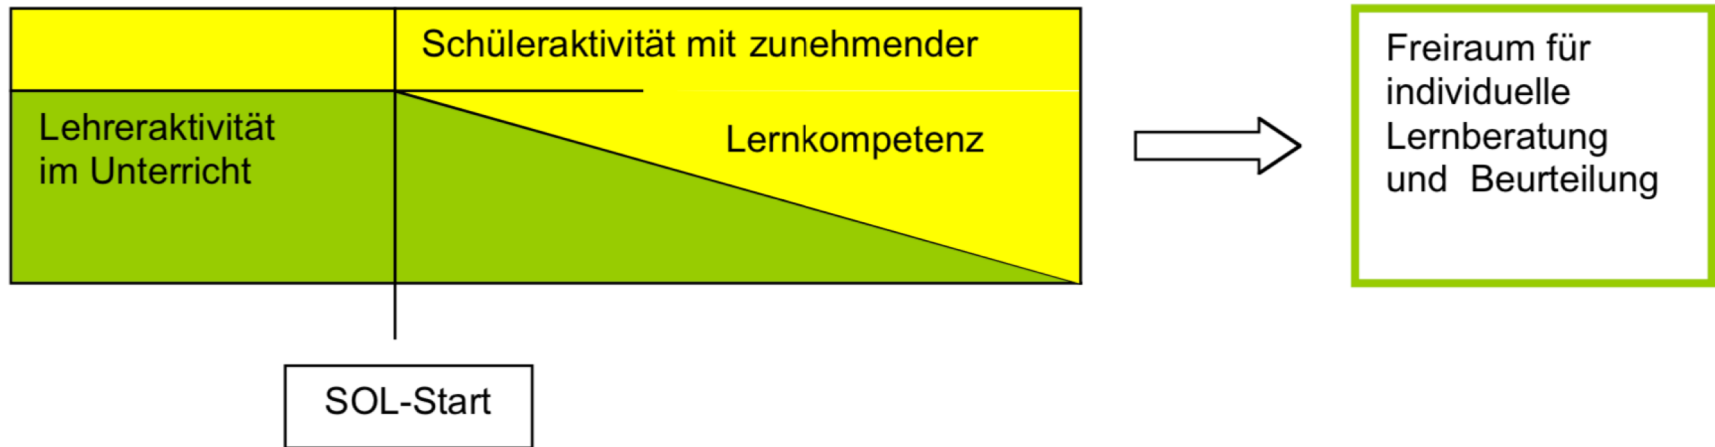 Schüleraktivität mit zunehmender
Lernkompetenz
Lehreraktivität
im Unterricht
Freiraum für
individuelle
Lernberatung
und Beurteilung
SOL-Start